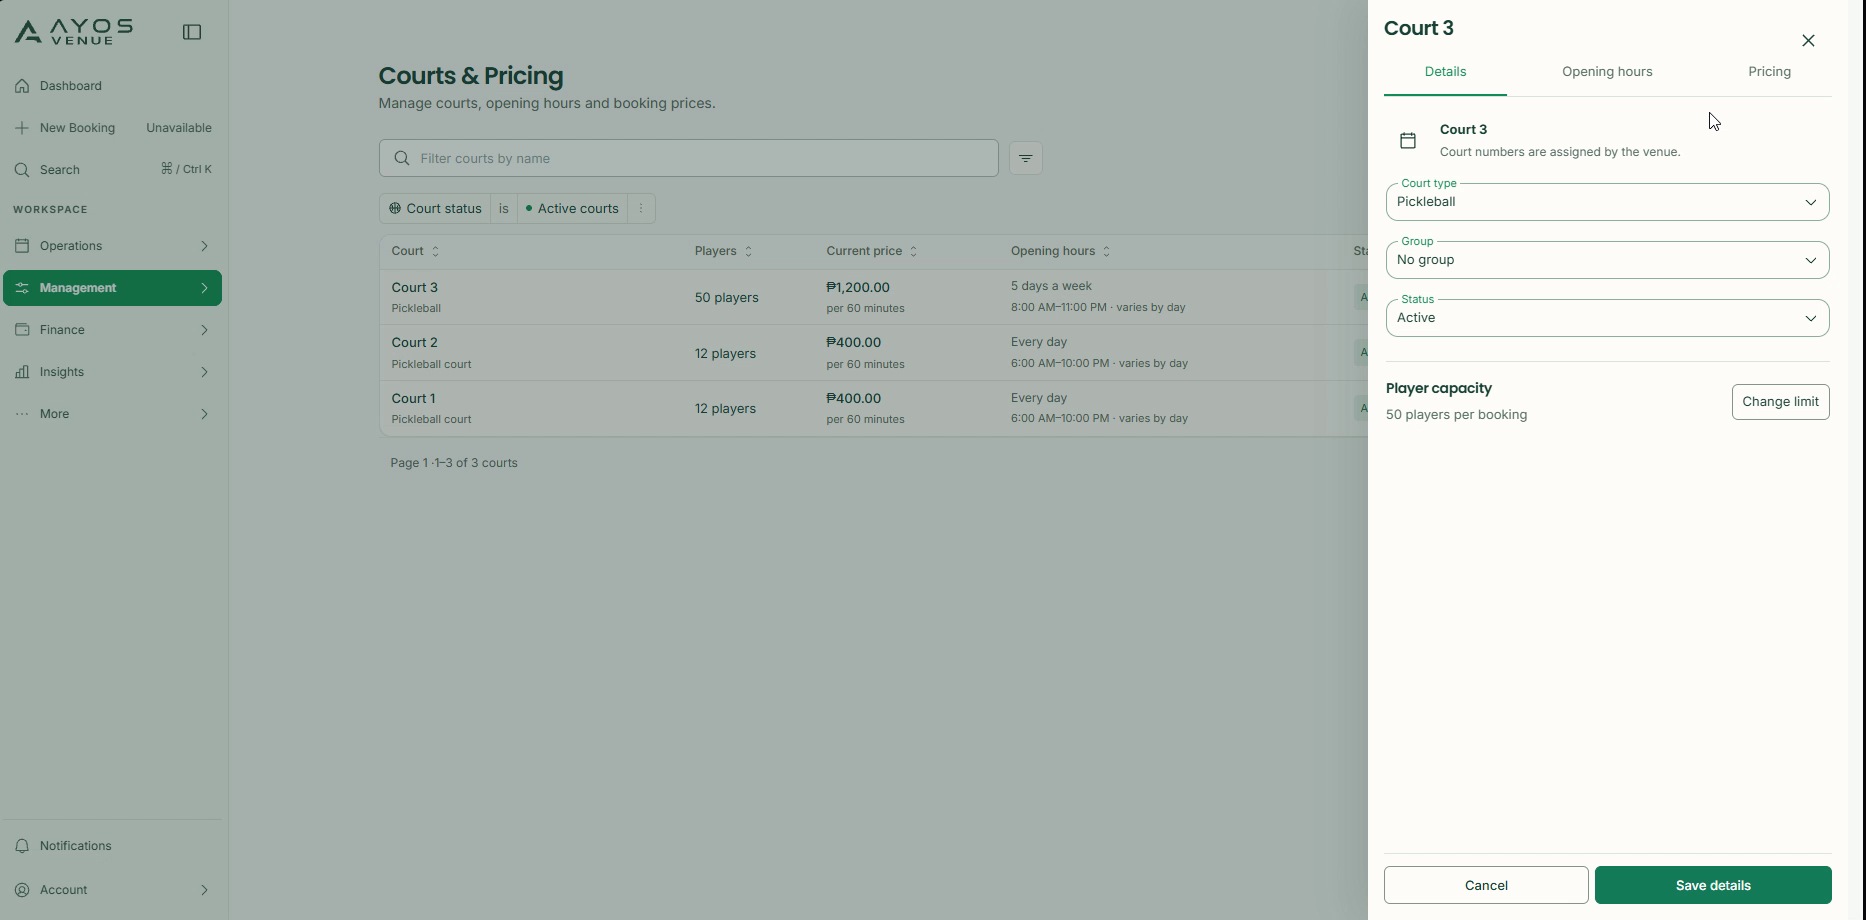 AYOS
VENUE
Dashboard
New Booking Unavailable
Search ⌘ / Ctrl K
WORKSPACE
Operations
Management
Finance
Insights
More
Notifications
Account
Courts & Pricing
Manage courts, opening hours and booking prices.
Filter courts by name
Court status is Active courts
Court Players Current price Opening hours
Court 3
Pickleball
50 players
₱1,200.00
per 60 minutes
5 days a week
8:00 AM–11:00 PM · varies by day
Court 2
Pickleball court
12 players
₱400.00
per 60 minutes
Every day
6:00 AM–10:00 PM · varies by day
Court 1
Pickleball court
12 players
₱400.00
per 60 minutes
Every day
6:00 AM–10:00 PM · varies by day
Page 1 ·1–3 of 3 courts
Court 3
Details Opening hours Pricing
Court 3
Court numbers are assigned by the venue.
Court type
Pickleball
Group
No group
Status
Active
Player capacity
50 players per booking
Change limit
Cancel Save details